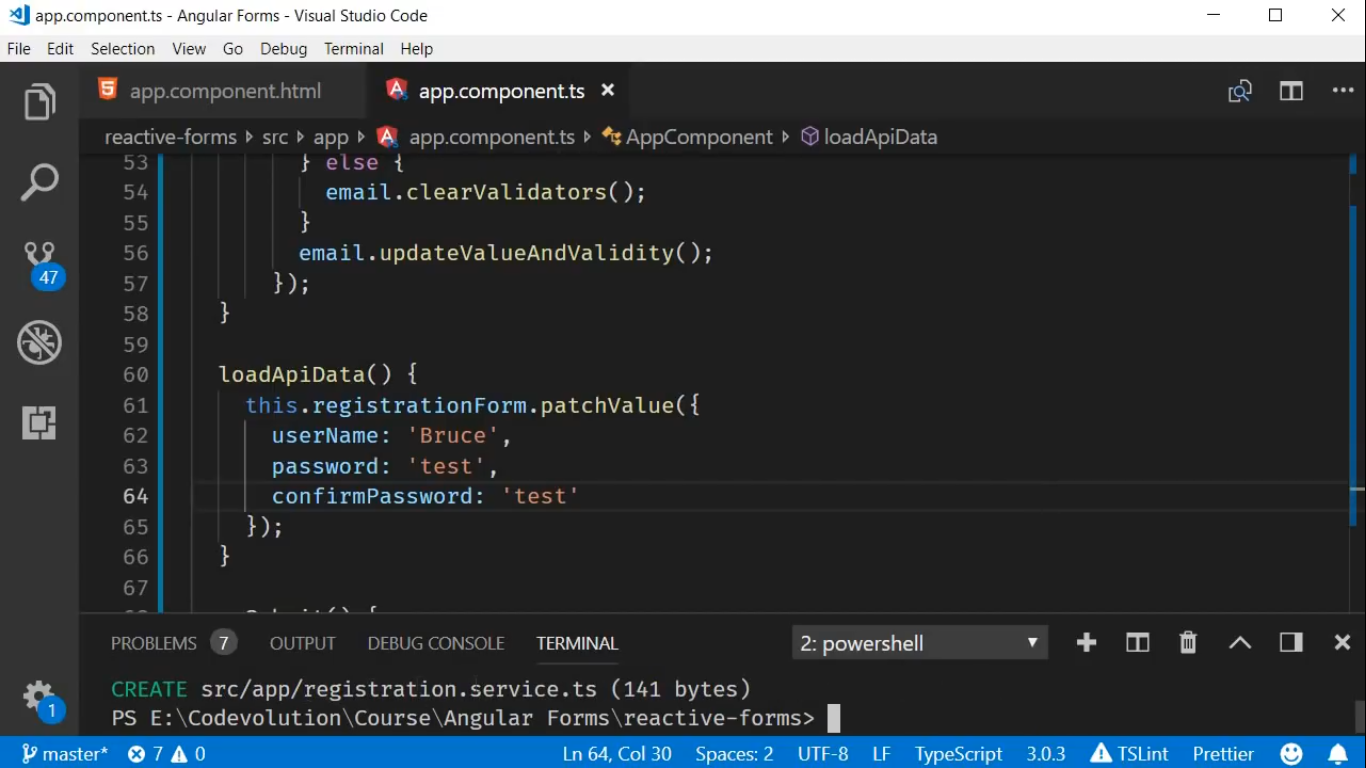 app.component.ts - Angular Forms - Visual Studio Code
File Edit Selection View Go Debug Terminal Help
app.component.html app.component.ts
reactive-forms src app app.component.ts AppComponent loadApiData
53 } else {
54 email.clearValidators();
55 }
56 email.updateValueAndValidity();
57 });
58 }
59
60 loadApiData() {
61 this.registrationForm.patchValue({
62 userName: 'Bruce',
63 password: 'test',
64 confirmPassword: 'test'
65 });
66 }
67
47
PROBLEMS 7 OUTPUT DEBUG CONSOLE TERMINAL 2: powershell
CREATE src/app/registration.service.ts (141 bytes)
PS E:\Codevolution\Course\Angular Forms\reactive-forms>
1
master* 7 0 Ln 64, Col 30 Spaces: 2 UTF-8 LF TypeScript 3.0.3 TSLint Prettier